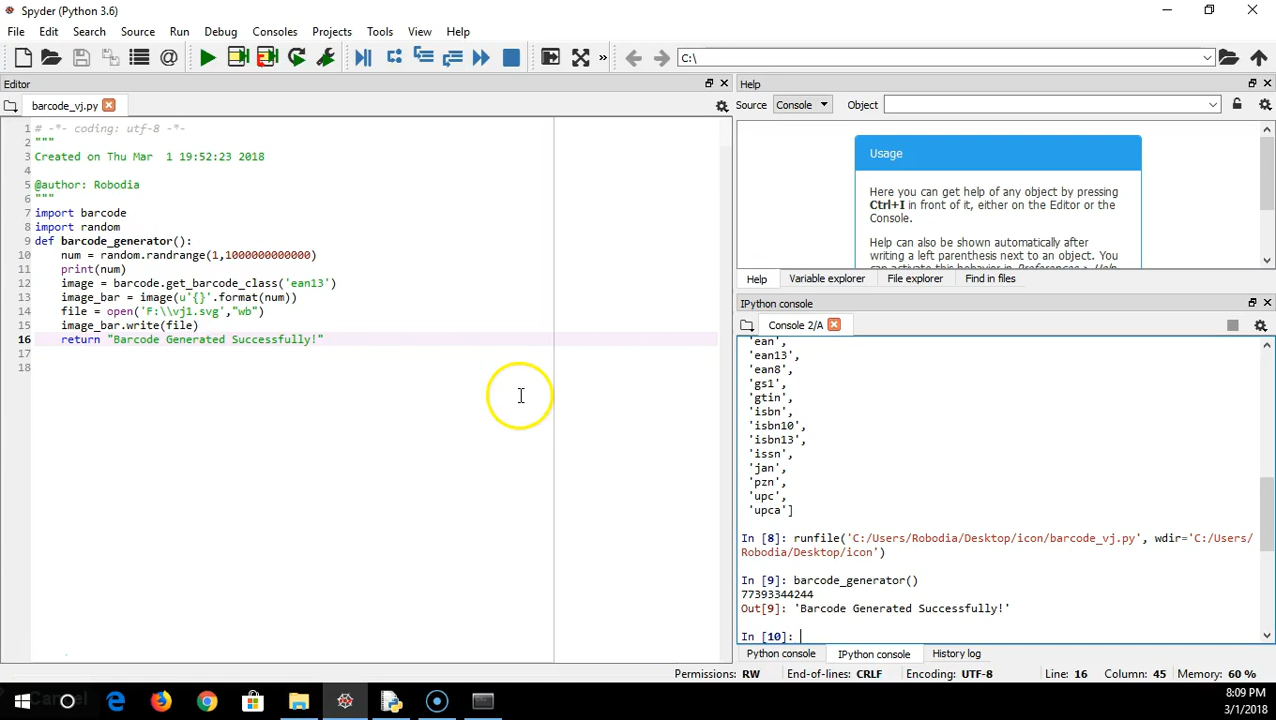 Spyder (Python 3.6)
File Edit Search Source Run Debug Consoles Projects Tools View Help
@ » C:\
Editor
barcode_vj.py
1 # -*- coding: utf-8 -*-
2 """
3 Created on Thu Mar  1 19:52:23 2018
4
5 @author: Robodia
6 """
7 import barcode
8 import random
9 def barcode_generator():
10     num = random.randrange(1,1000000000000)
11     print(num)
12     image = barcode.get_barcode_class('ean13')
13     image_bar = image(u'{}'.format(num))
14     file = open('F:\\vj1.svg',"wb")
15     image_bar.write(file)
16     return "Barcode Generated Successfully!"
17
18
Help
Source Console Object
Usage
Here you can get help of any object by pressing
Ctrl+I in front of it, either on the Editor or the
Console.
Help can also be shown automatically after
writing a left parenthesis next to an object. You
can activate this behavior in Preferences > Help
Help Variable explorer File explorer Find in files
IPython console
Console 2/A
'ean',
'ean13',
'ean8',
'gs1',
'gtin',
'isbn',
'isbn10',
'isbn13',
'issn',
'jan',
'pzn',
'upc',
'upca']
In [8]: runfile('C:/Users/Robodia/Desktop/icon/barcode_vj.py', wdir='C:/Users/
Robodia/Desktop/icon')
In [9]: barcode_generator()
77393344244
Out[9]: 'Barcode Generated Successfully!'
In [10]:
Python console IPython console History log
Permissions: RW End-of-lines: CRLF Encoding: UTF-8 Line: 16 Column: 45 Memory: 60 %
Cancel
8:09 PM
3/1/2018